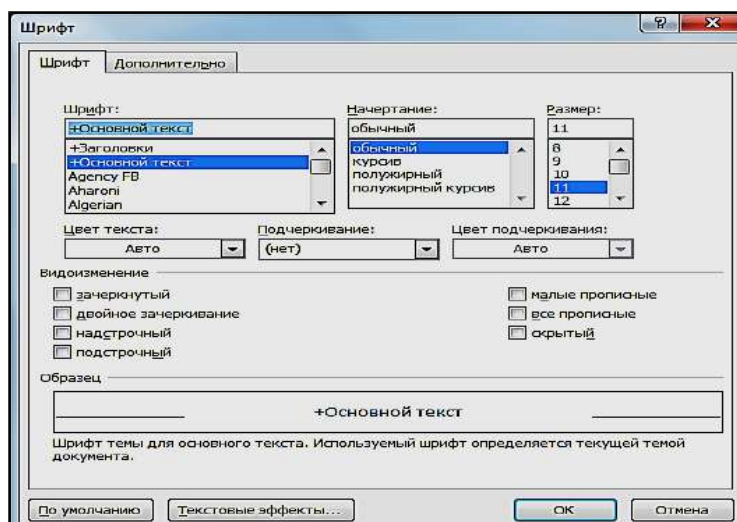 Шрифт
Шрифт Дополнительно
Шрифт: Начертание: Размер:
+Основной текст обычный 11
+Заголовки обычный 8
+Основной текст курсив 9
Agency FB полужирный 10
Aharoni полужирный курсив 11
Algerian 12
Цвет текста: Подчеркивание: Цвет подчеркивания:
Авто (нет) Авто
Видоизменение
зачеркнутый малые прописные
двойное зачеркивание все прописные
надстрочный скрытый
подстрочный
Образец
+Основной текст
Шрифт темы для основного текста. Используемый шрифт определяется текущей темой
документа.
По умолчанию Текстовые эффекты... ОК Отмена